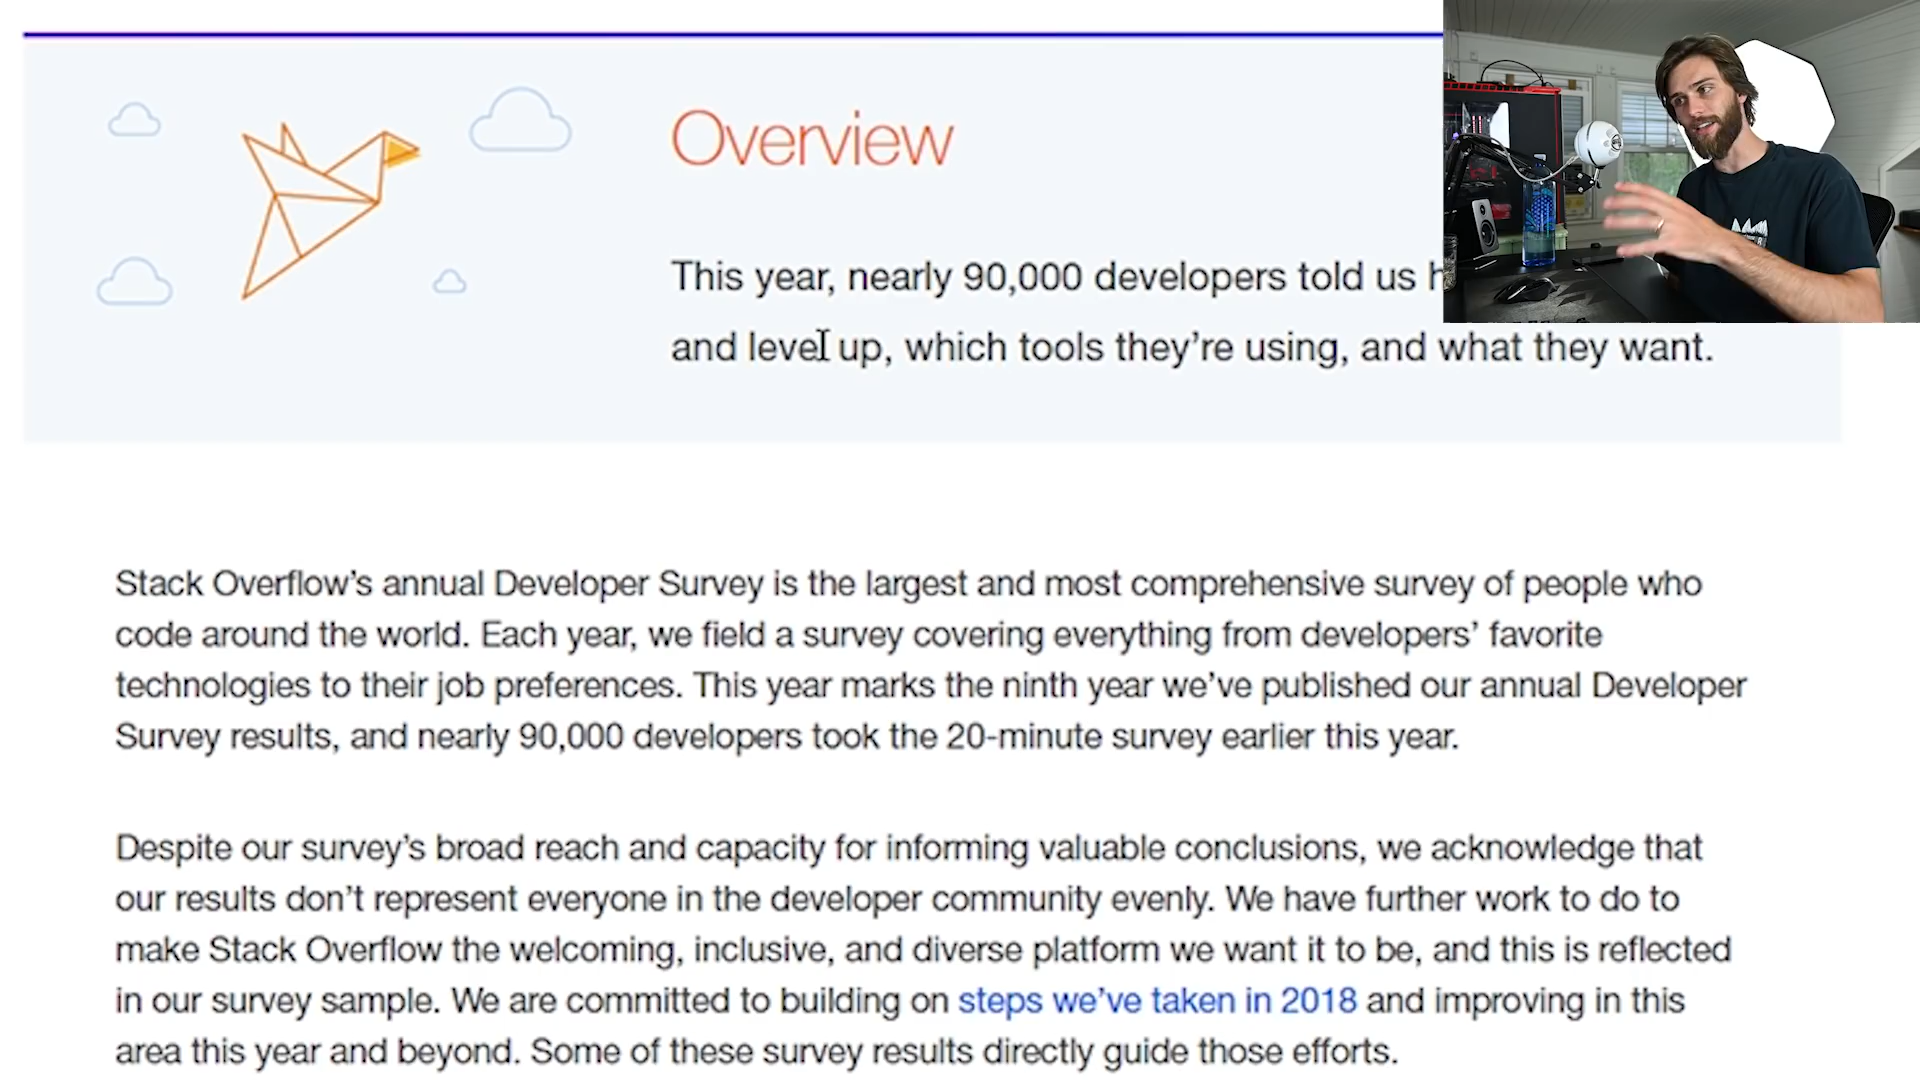 Overview
This year, nearly 90,000 developers told us
and level up, which tools they’re using, and what they want.
Stack Overflow’s annual Developer Survey is the largest and most comprehensive survey of people who
code around the world. Each year, we field a survey covering everything from developers’ favorite
technologies to their job preferences. This year marks the ninth year we’ve published our annual Developer
Survey results, and nearly 90,000 developers took the 20-minute survey earlier this year.
Despite our survey’s broad reach and capacity for informing valuable conclusions, we acknowledge that
our results don’t represent everyone in the developer community evenly. We have further work to do to
make Stack Overflow the welcoming, inclusive, and diverse platform we want it to be, and this is reflected
in our survey sample. We are committed to building on steps we’ve taken in 2018 and improving in this
area this year and beyond. Some of these survey results directly guide those efforts.